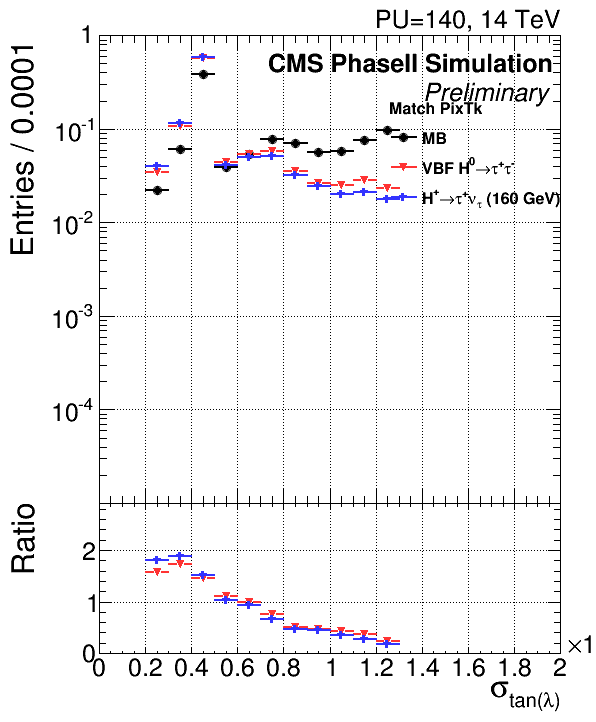 PU=140, 14 TeV
CMS PhaseII Simulation
Preliminary
Match PixTk
MB
VBF H⁰→τ⁺τ⁻
H⁺→τ⁺ν_τ (160 GeV)
Entries / 0.0001
1
10⁻¹
10⁻²
10⁻³
10⁻⁴
Ratio
2
1
0
0 0.2 0.4 0.6 0.8 1 1.2 1.4 1.6 1.8 2
×1
σ_tan(λ)